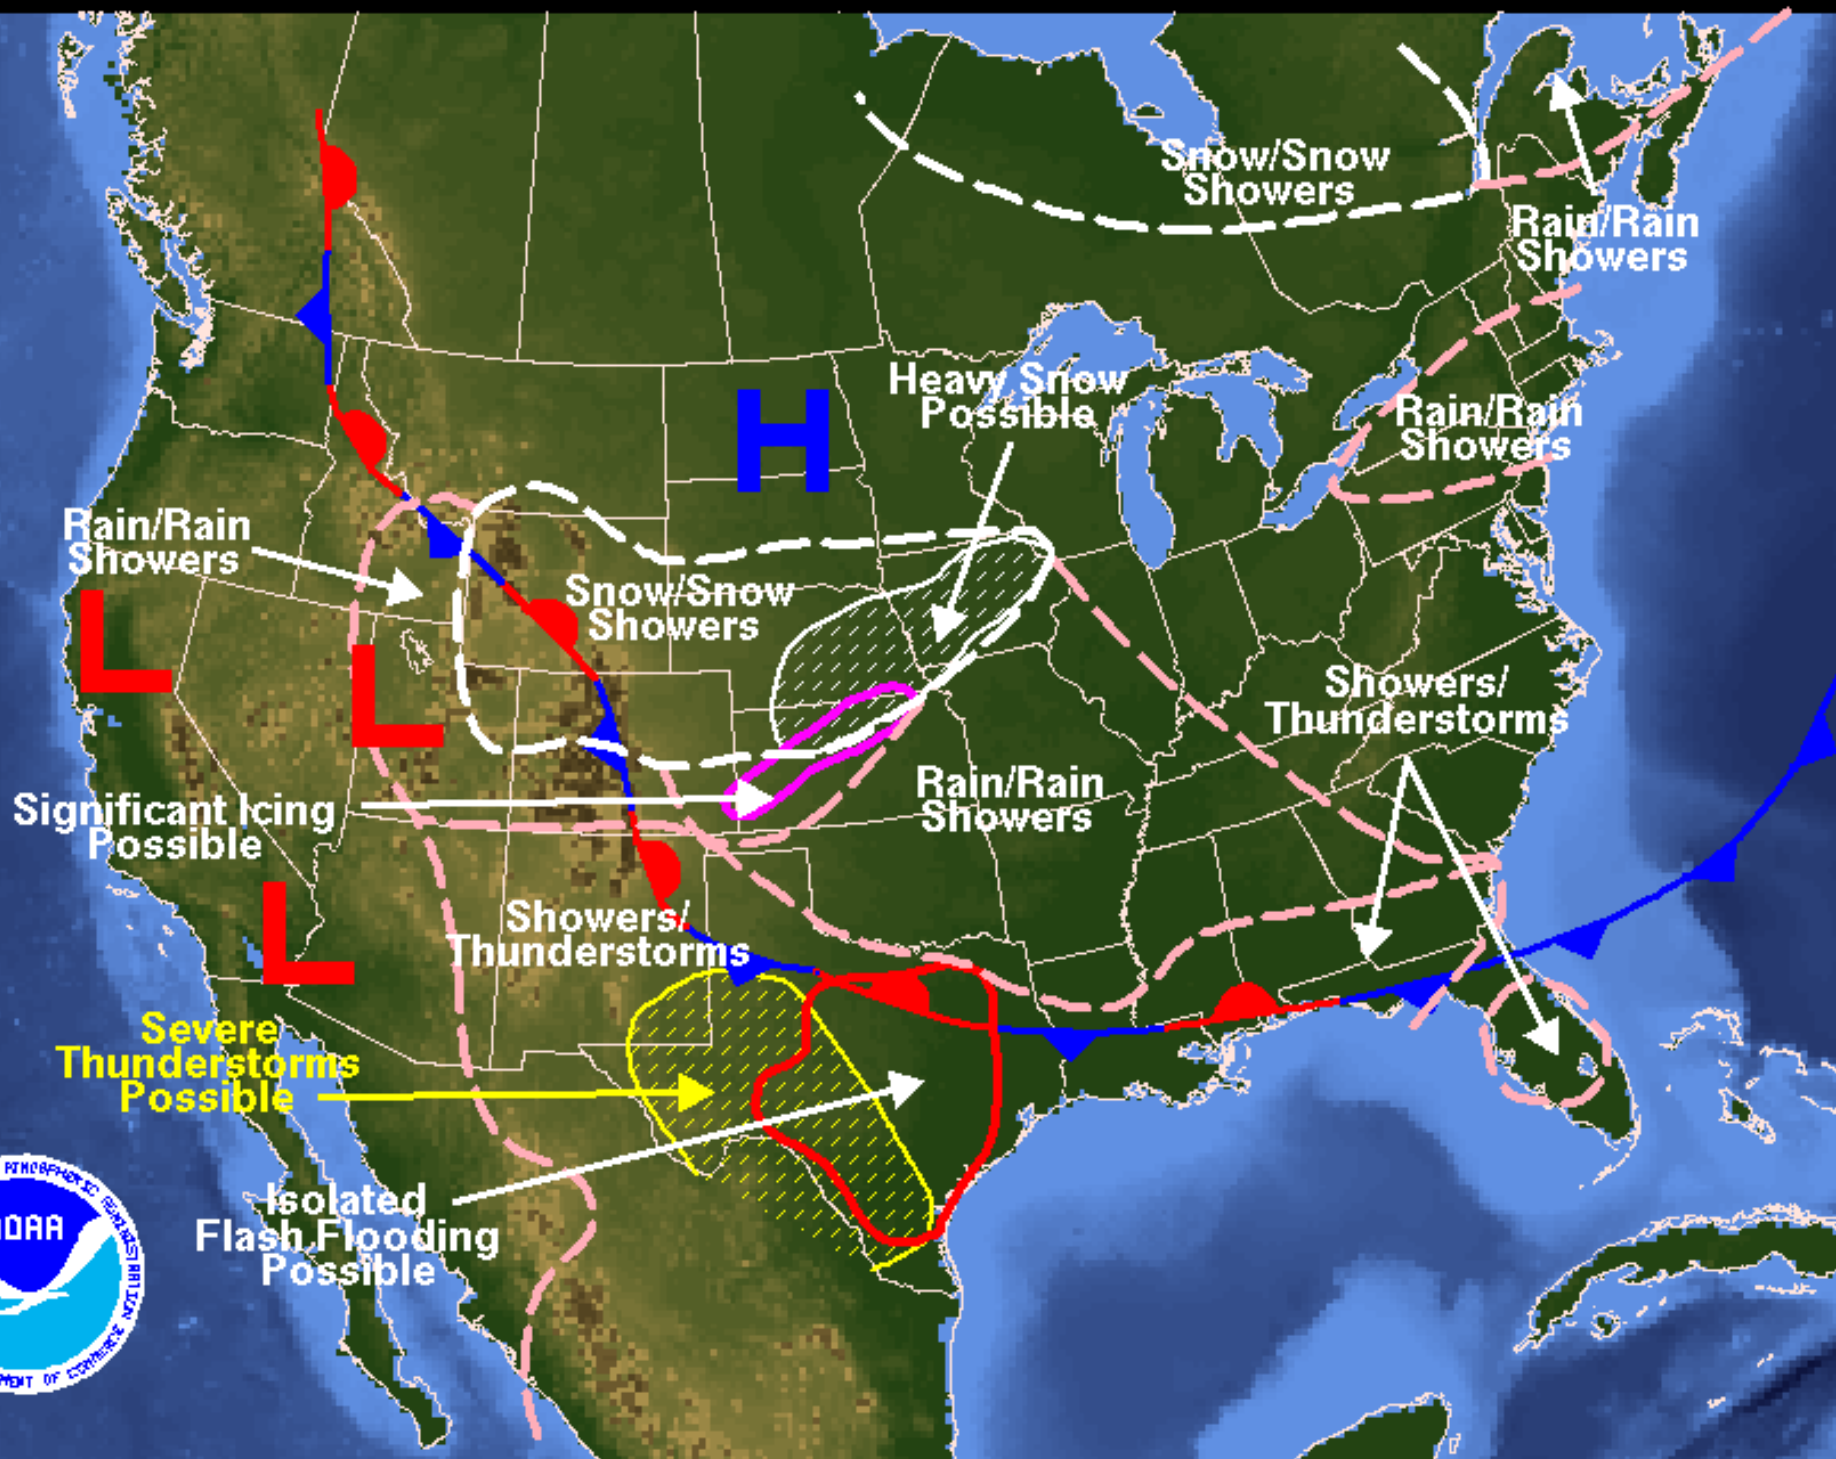 Snow/Snow
Showers
Rain/Rain
Showers
H
Heavy Snow
Possible
Rain/Rain
Showers
Rain/Rain
Showers
Snow/Snow
Showers
L
L
Showers/
Thunderstorms
Significant Icing
Possible
Rain/Rain
Showers
L
Showers/
Thunderstorms
Severe
Thunderstorms
Possible
Isolated
Flash Flooding
Possible
NOAA